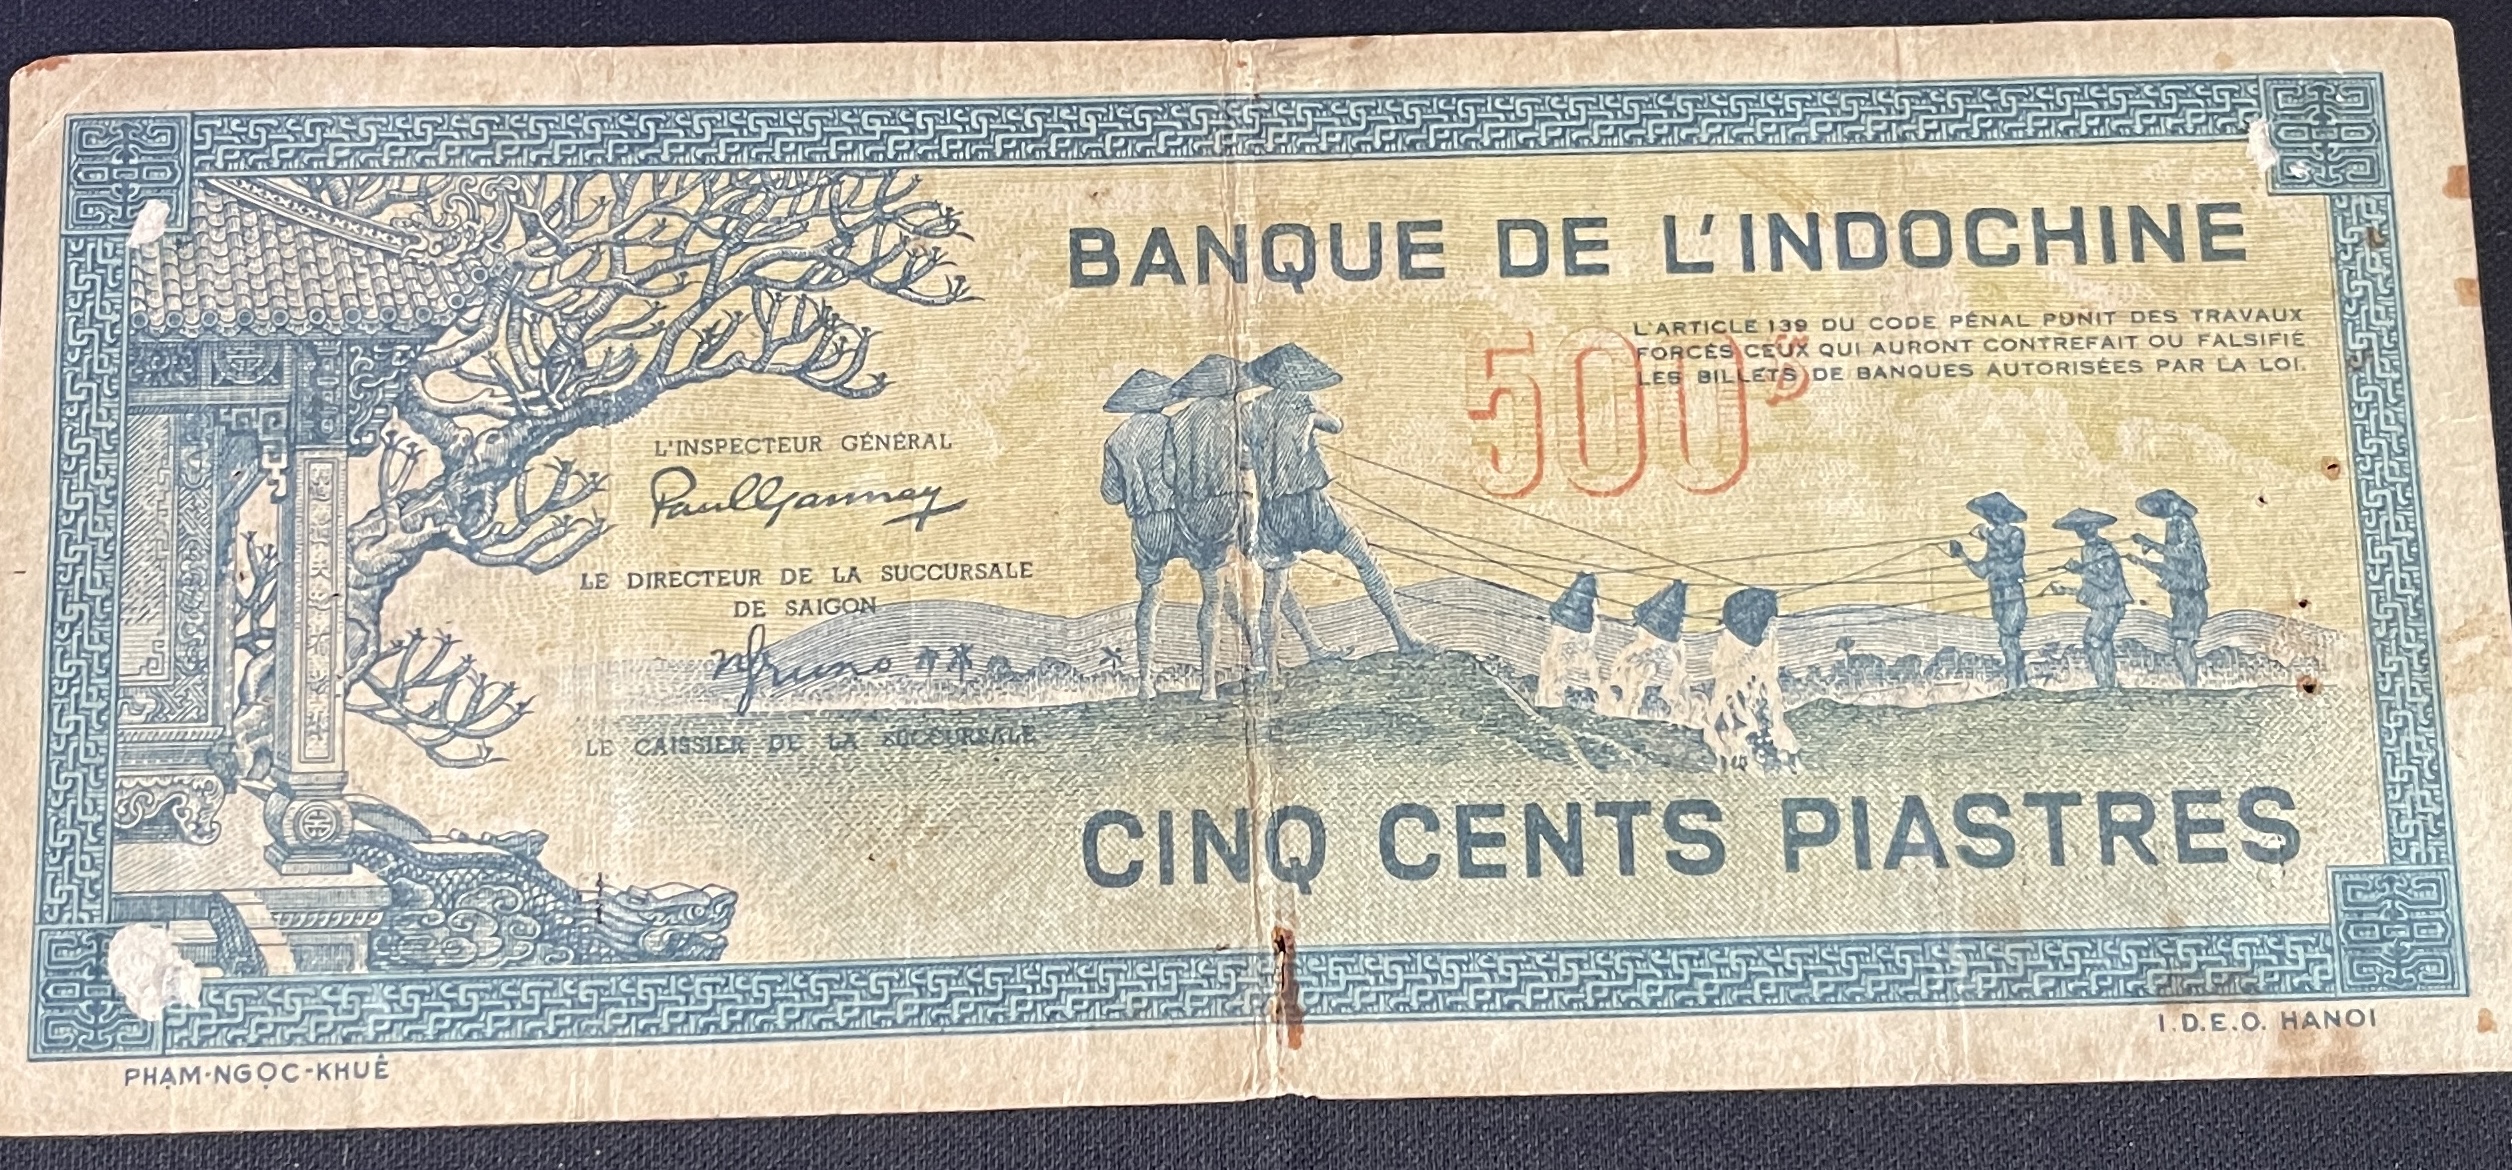 BANQUE DE L'INDOCHINE
L'ARTICLE 139 DU CODE PÉNAL PUNIT DES TRAVAUX
FORCÉS CEUX QUI AURONT CONTREFAIT OU FALSIFIÉ
LES BILLETS DE BANQUES AUTORISÉES PAR LA LOI.
500$
L'INSPECTEUR GÉNÉRAL
Paul Gannay
LE DIRECTEUR DE LA SUCCURSALE
DE SAIGON
LE CAISSIER DE LA SUCCURSALE
CINQ CENTS PIASTRES
PHẠM-NGỌC-KHUÊ
I.D.E.O. HANOI